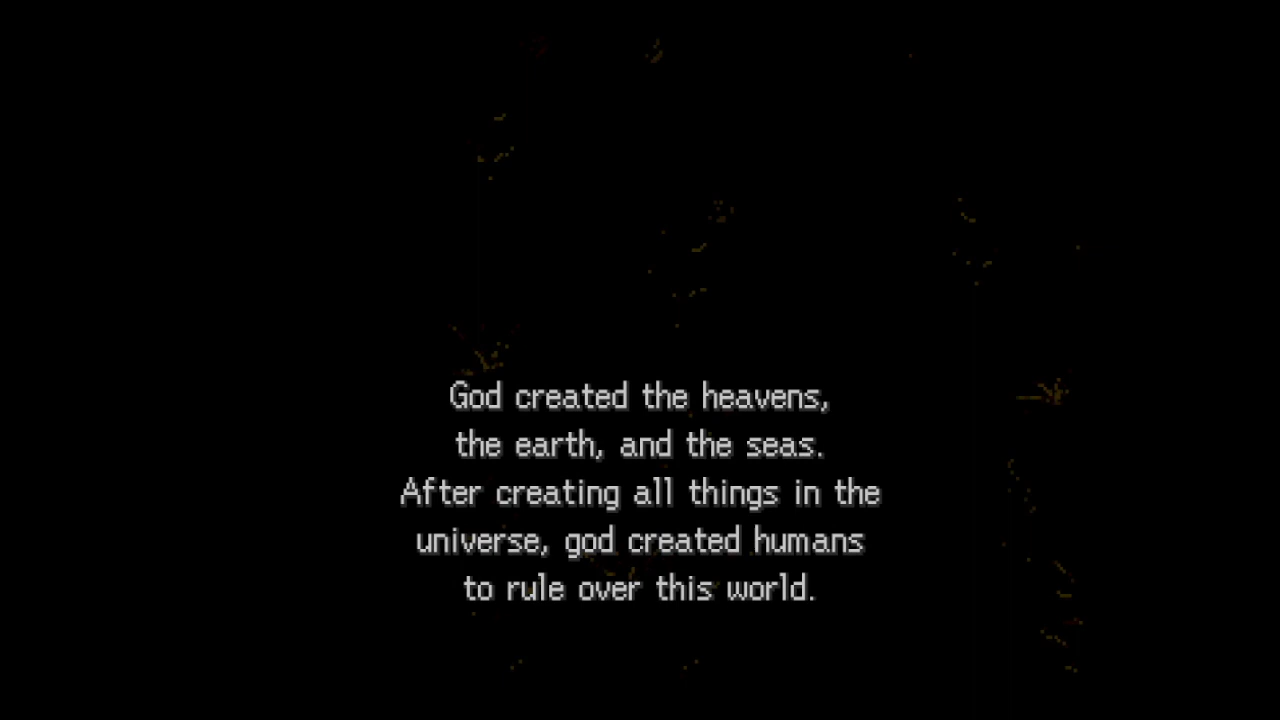 God created the heavens,
the earth, and the seas.
After creating all things in the
universe, god created humans
to rule over this world.